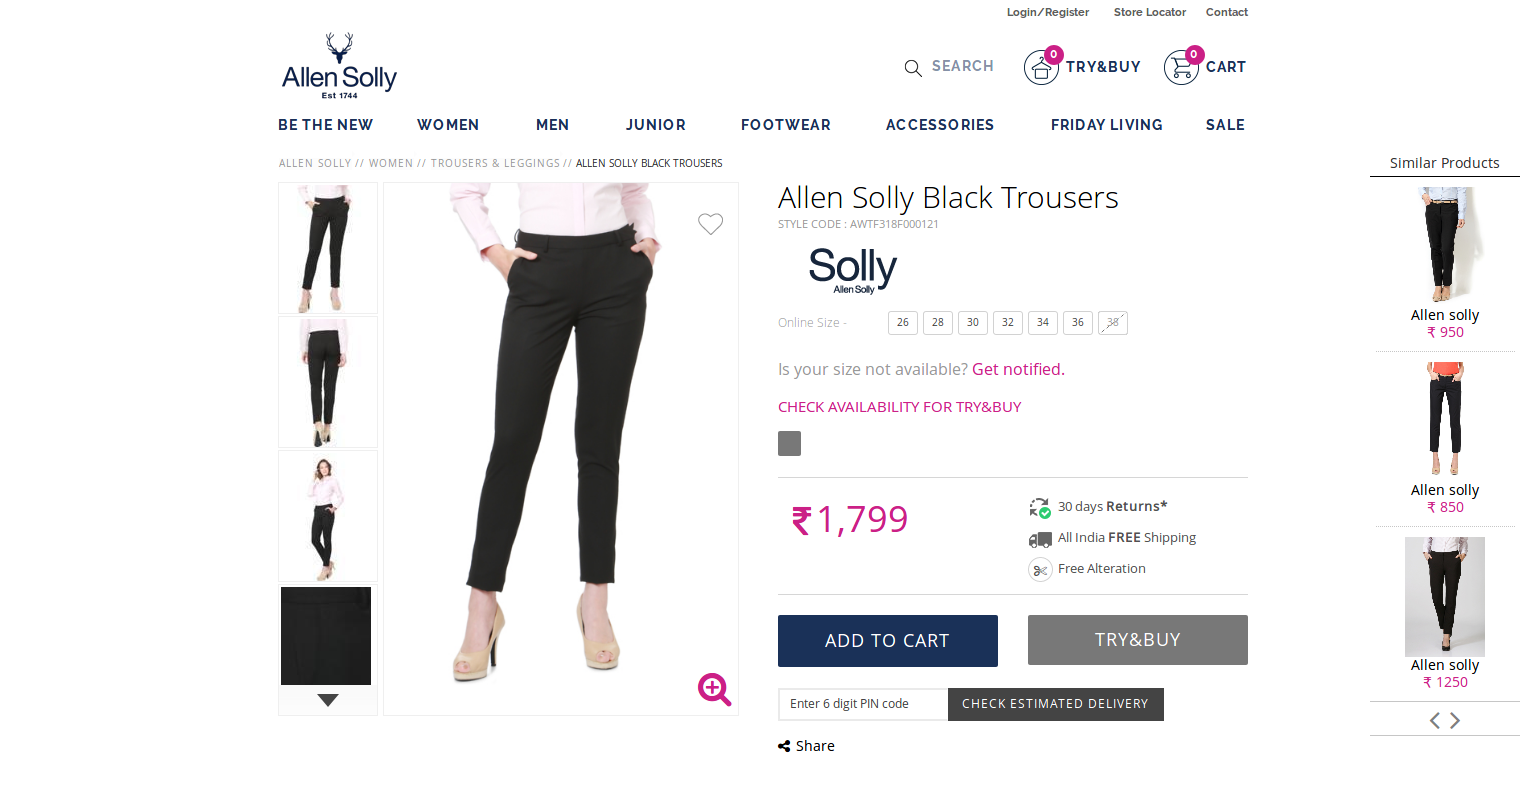 Login/Register Store Locator Contact
Allen Solly
Est 1744
SEARCH 0 TRY&BUY 0 CART
BE THE NEW WOMEN MEN JUNIOR FOOTWEAR ACCESSORIES FRIDAY LIVING SALE
ALLEN SOLLY // WOMEN // TROUSERS & LEGGINGS // ALLEN SOLLY BLACK TROUSERS
Allen Solly Black Trousers
STYLE CODE : AWTF318F000121
Solly
Allen Solly
Online Size - 26 28 30 32 34 36 38
Is your size not available? Get notified.
CHECK AVAILABILITY FOR TRY&BUY
₹ 1,799
30 days Returns*
All India FREE Shipping
Free Alteration
ADD TO CART TRY&BUY
Enter 6 digit PIN code CHECK ESTIMATED DELIVERY
Share
Similar Products
Allen solly
₹ 950
Allen solly
₹ 850
Allen solly
₹ 1250